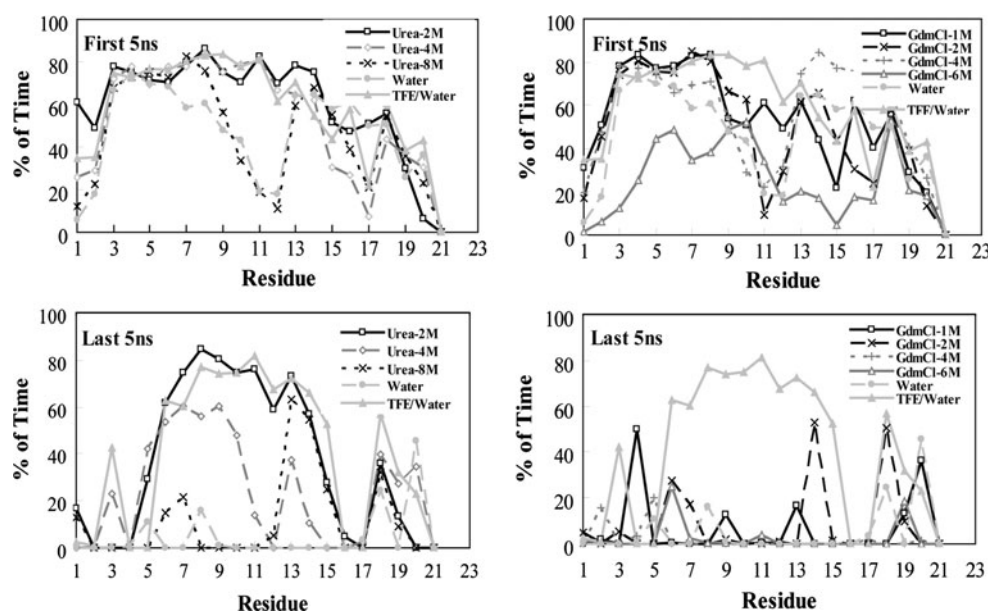 First 5ns
Urea-2M
Urea-4M
Urea-8M
Water
TFE/Water
% of Time
100
80
60
40
20
0
1 3 5 7 9 11 13 15 17 19 21 23
Residue
First 5ns
GdmCl-1M
GdmCl-2M
GdmCl-4M
GdmCl-6M
Water
TFE/Water
% of Time
100
80
60
40
20
0
1 3 5 7 9 11 13 15 17 19 21 23
Residue
Last 5ns
Urea-2M
Urea-4M
Urea-8M
Water
TFE/Water
% of Time
100
80
60
40
20
0
1 3 5 7 9 11 13 15 17 19 21 23
Residue
Last 5ns
GdmCl-1M
GdmCl-2M
GdmCl-4M
GdmCl-6M
Water
TFE/Water
% of Time
100
80
60
40
20
0
1 3 5 7 9 11 13 15 17 19 21 23
Residue